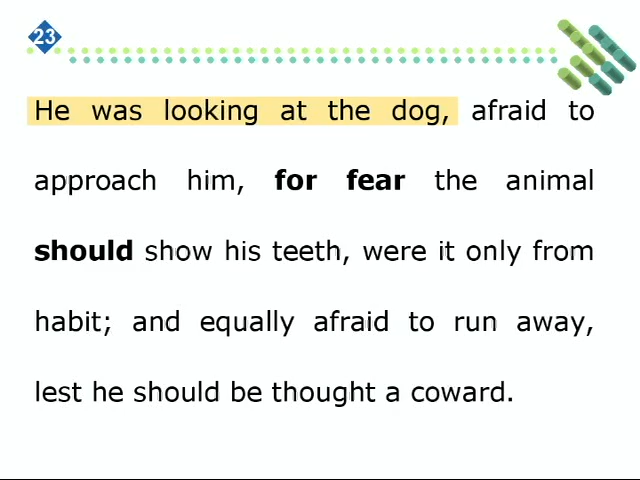 23
He was looking at the dog, afraid to
approach him, for fear the animal
should show his teeth, were it only from
habit; and equally afraid to run away,
lest he should be thought a coward.